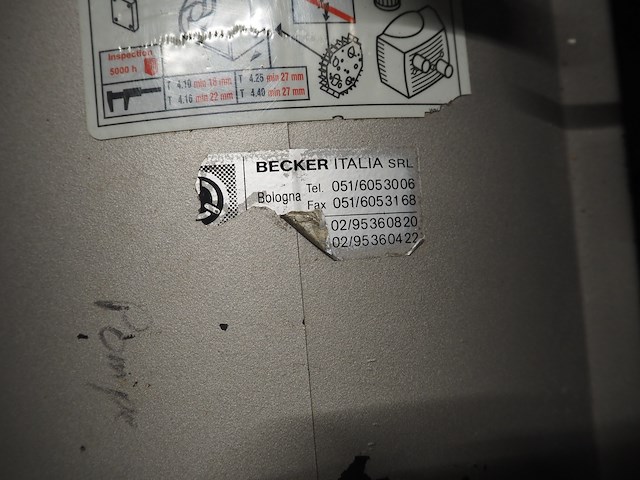 Inspection
5000 h
T 4.10 min 18 mm T 4.25 min 27 mm
T 4.16 min 22 mm T 4.40 min 27 mm
BECKER ITALIA SRL
Bologna Tel. 051/6053006
Fax 051/6053168
02/95360820
02/95360422